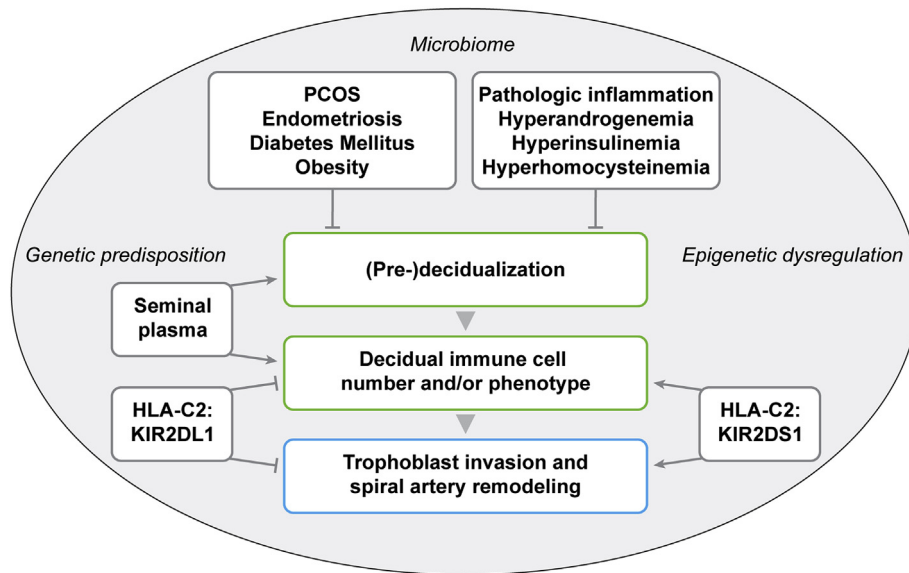 Microbiome
PCOS
Endometriosis
Diabetes Mellitus
Obesity
Pathologic inflammation
Hyperandrogenemia
Hyperinsulinemia
Hyperhomocysteinemia
Genetic predisposition
(Pre-)decidualization
Epigenetic dysregulation
Seminal
plasma
Decidual immune cell
number and/or phenotype
HLA-C2:
KIR2DL1
HLA-C2:
KIR2DS1
Trophoblast invasion and
spiral artery remodeling